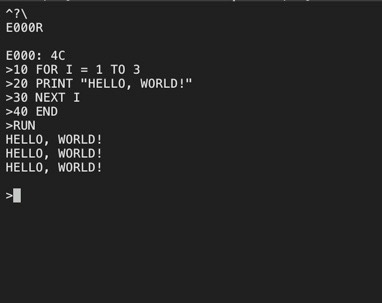 ^?\
E000R
E000: 4C
>10 FOR I = 1 TO 3
>20 PRINT "HELLO, WORLD!"
>30 NEXT I
>40 END
>RUN
HELLO, WORLD!
HELLO, WORLD!
HELLO, WORLD!
>